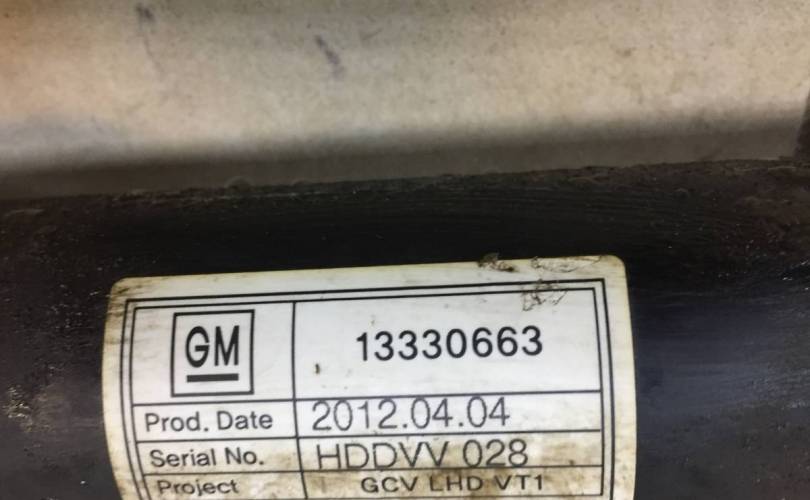 GM 13330663
Prod. Date 2012.04.04
Serial No. HDDVV 028
Project GCV LHD VT1